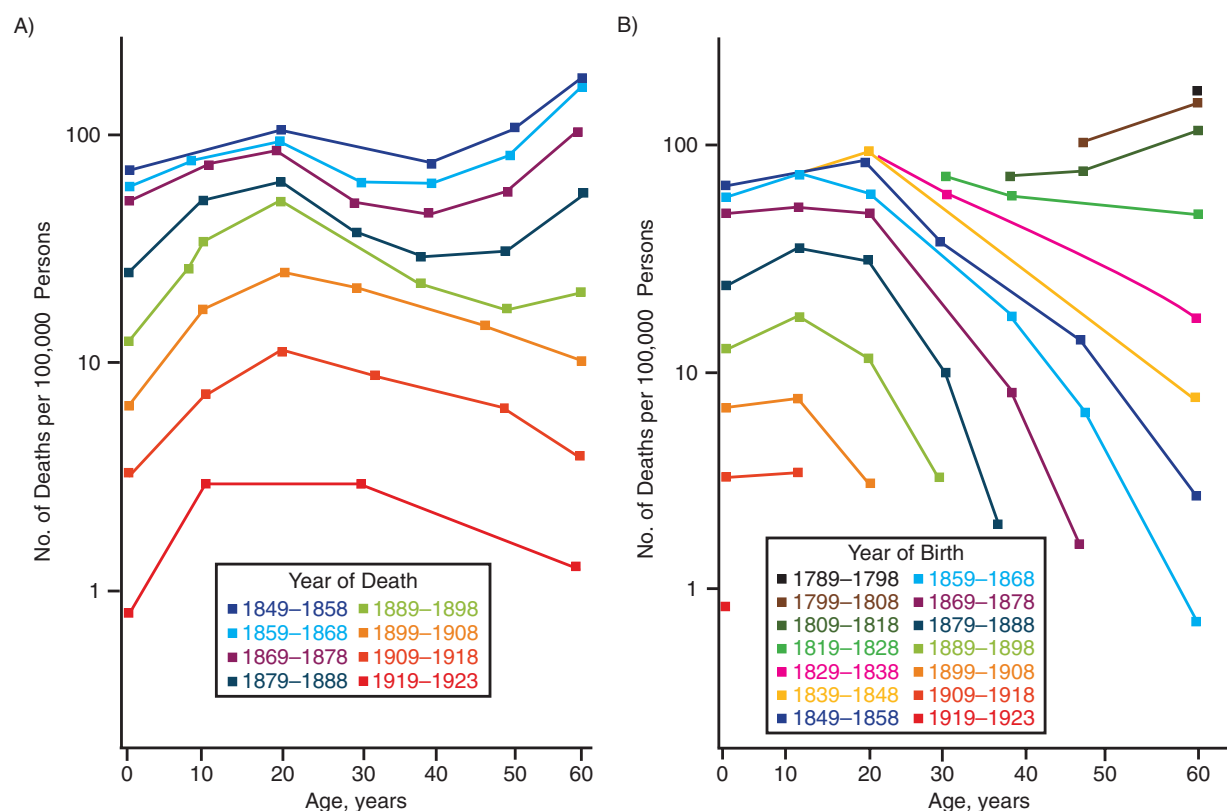 A)
No. of Deaths per 100,000 Persons
100
10
1
Year of Death
1849–1858 1889–1898
1859–1868 1899–1908
1869–1878 1909–1918
1879–1888 1919–1923
0 10 20 30 40 50 60
Age, years
B)
No. of Deaths per 100,000 Persons
100
10
1
Year of Birth
1789–1798 1859–1868
1799–1808 1869–1878
1809–1818 1879–1888
1819–1828 1889–1898
1829–1838 1899–1908
1839–1848 1909–1918
1849–1858 1919–1923
0 10 20 30 40 50 60
Age, years